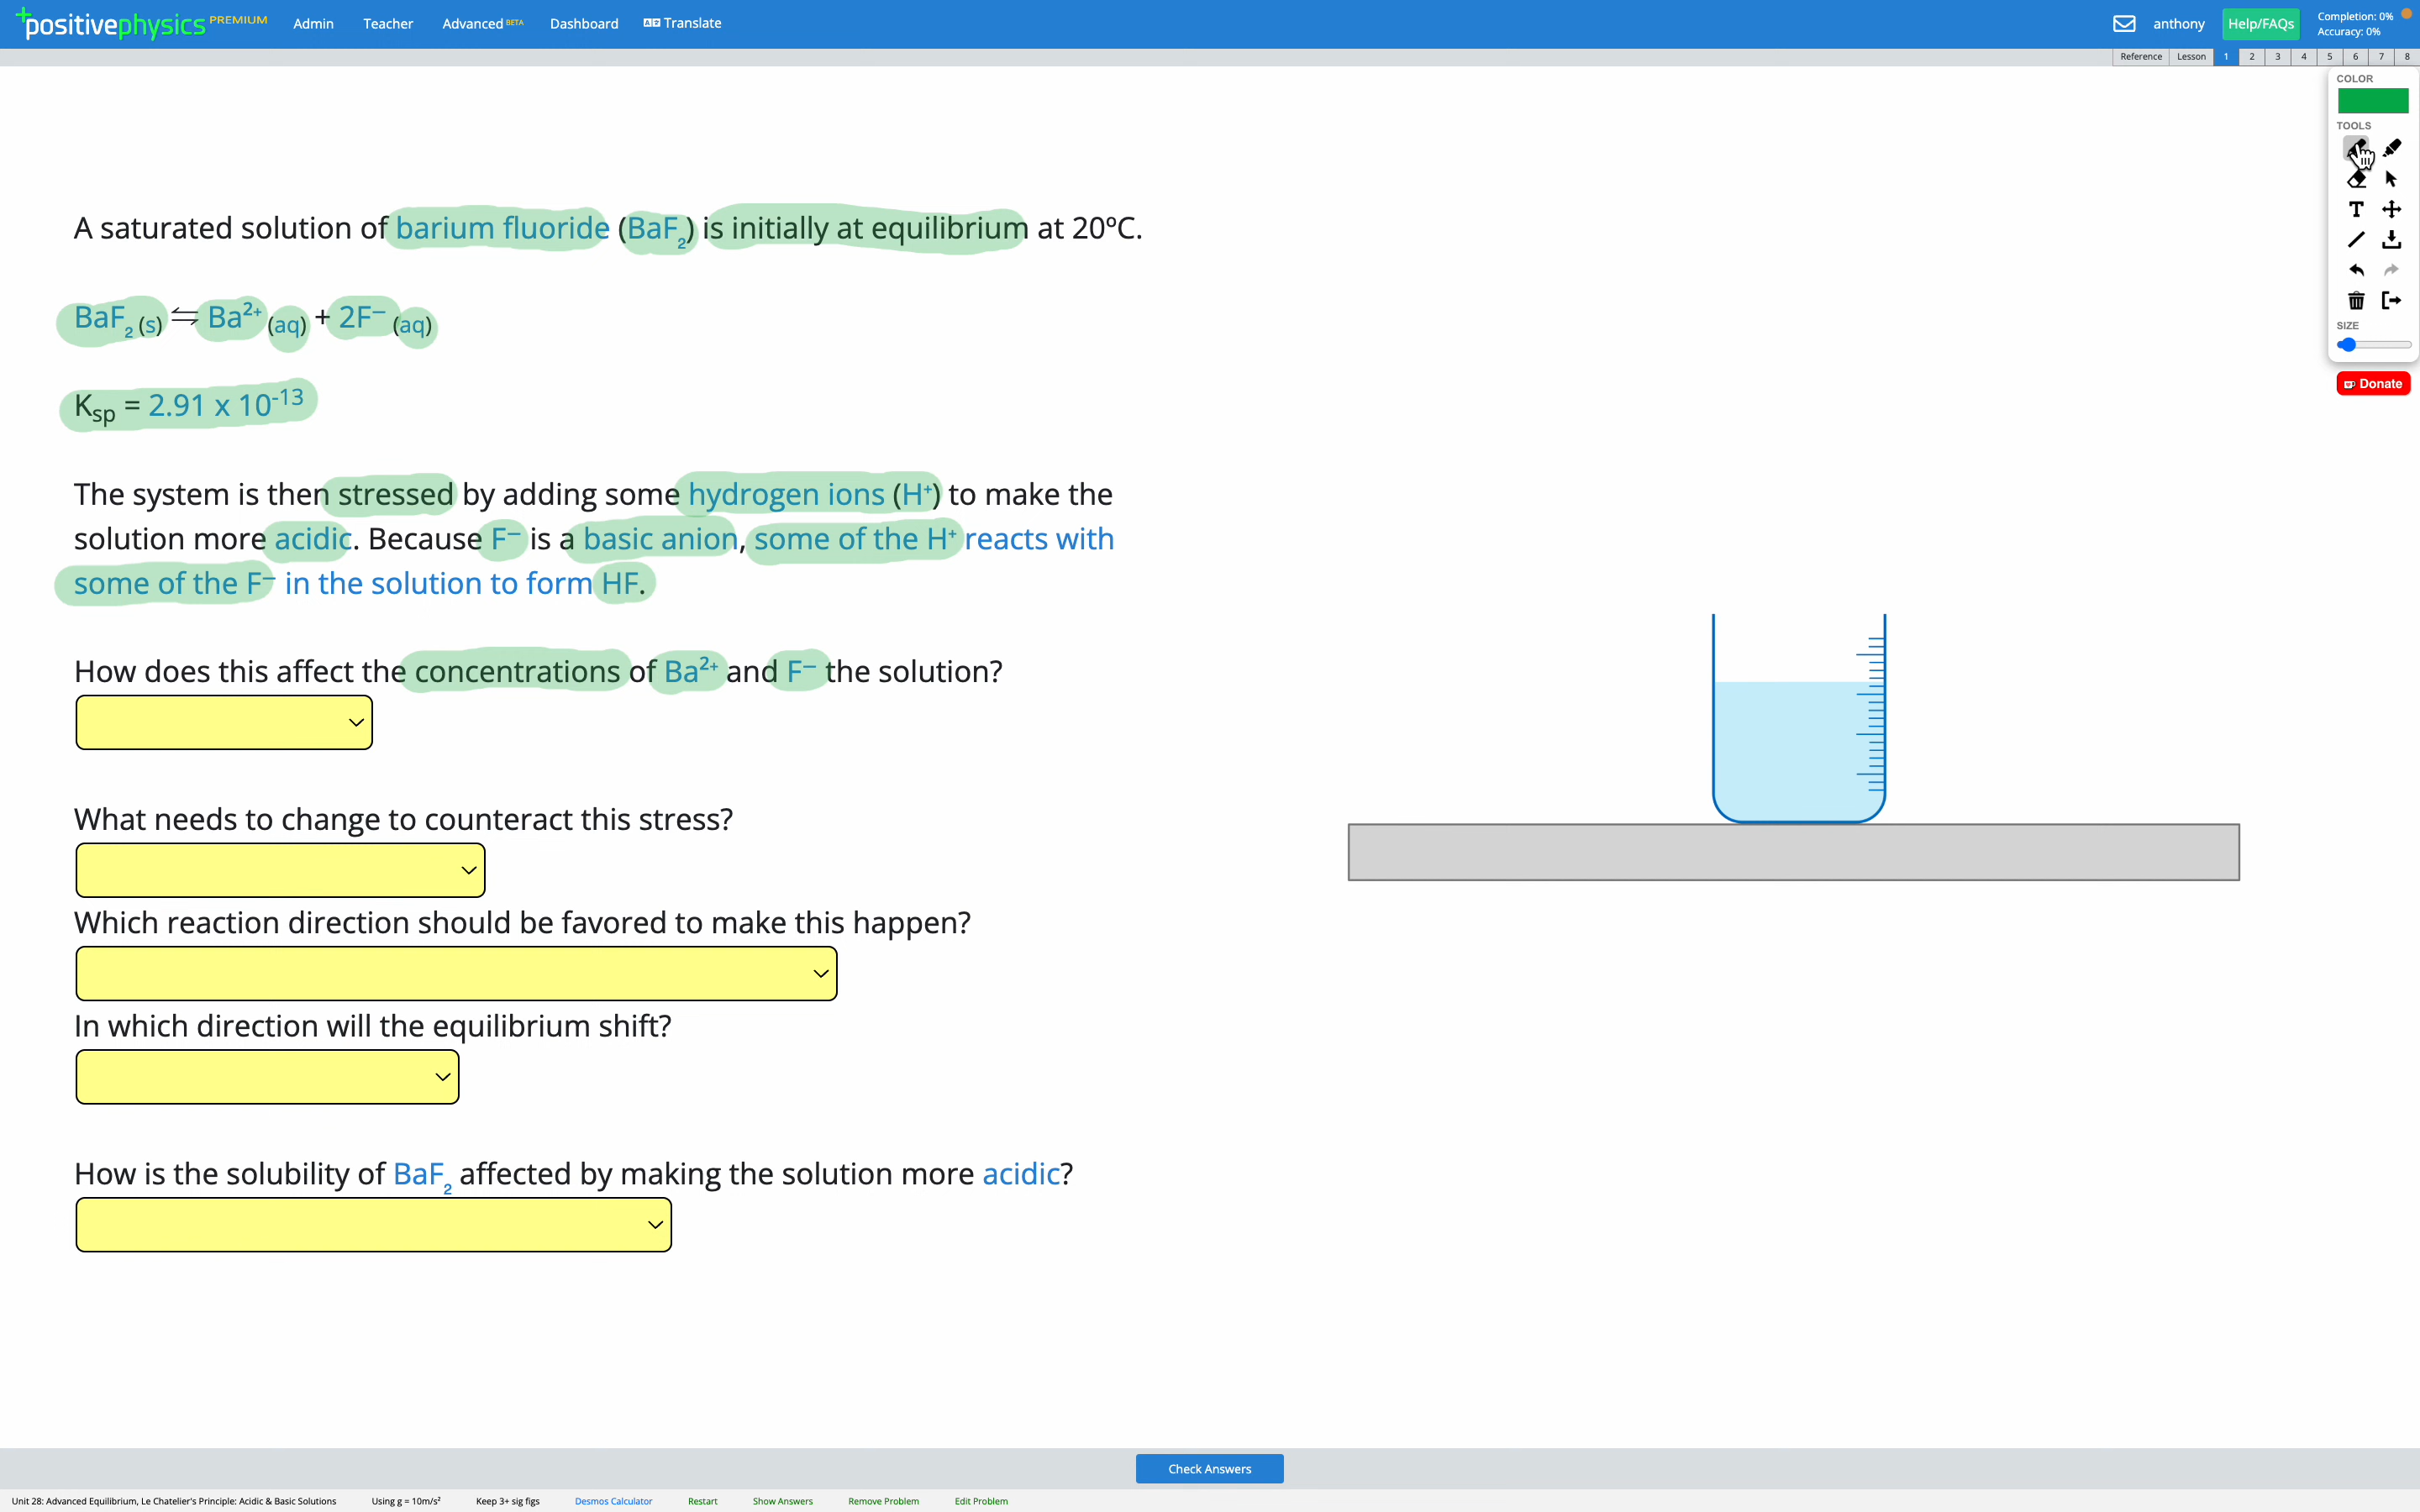 positivephysics PREMIUM Admin Teacher Advanced BETA Dashboard Translate anthony Help/FAQs Completion: 0%
Accuracy: 0%
Reference Lesson 1 2 3 4 5 6 7 8
COLOR
TOOLS
T
SIZE
Donate
A saturated solution of barium fluoride (BaF₂) is initially at equilibrium at 20ºC.
BaF₂ (s) ⇋ Ba²⁺ (aq) + 2F⁻ (aq)
Ksp = 2.91 x 10⁻¹³
The system is then stressed by adding some hydrogen ions (H⁺) to make the
solution more acidic. Because F⁻ is a basic anion, some of the H⁺ reacts with
some of the F⁻ in the solution to form HF.
How does this affect the concentrations of Ba²⁺ and F⁻ the solution?
What needs to change to counteract this stress?
Which reaction direction should be favored to make this happen?
In which direction will the equilibrium shift?
How is the solubility of BaF₂ affected by making the solution more acidic?
Check Answers
Unit 28: Advanced Equilibrium, Le Chatelier's Principle: Acidic & Basic Solutions Using g = 10m/s² Keep 3+ sig figs Desmos Calculator Restart Show Answers Remove Problem Edit Problem